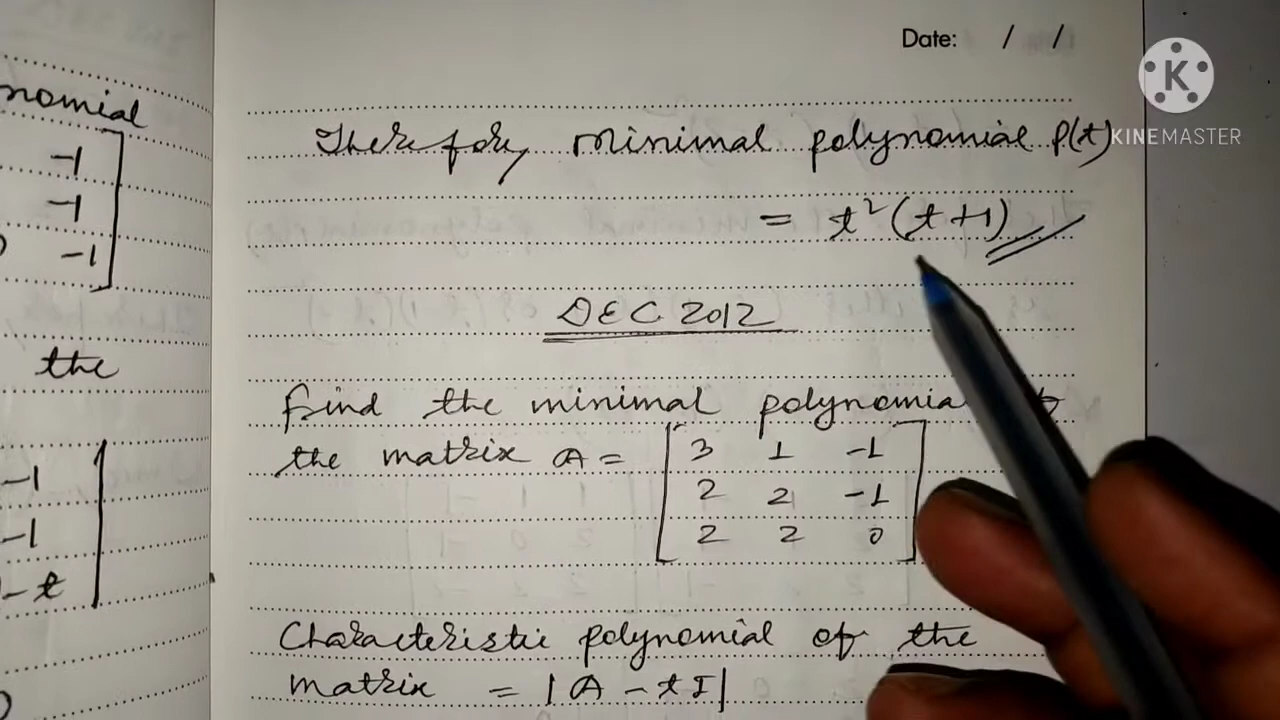 Date: / /
K
KINEMASTER
nomial
-1
-1
-1
the
-1
-1
- t
Therefore, minimal polynomial p(t)
= t²(t+1)
DEC 2012
Find the minimal
the matrix A = [ 3 1 -1
2 2 -1
2 2 0 ]
Characteristic polynomial of the
matrix = |A - tI|